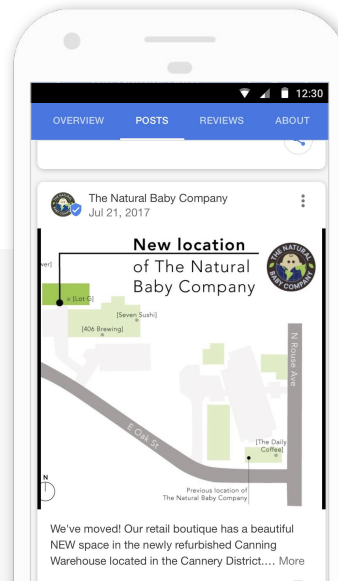 12:30
OVERVIEW POSTS REVIEWS ABOUT
The Natural Baby Company
Jul 21, 2017
New location
of The Natural
Baby Company
THE NATURAL
BABY COMPANY
ver]
[Lot G]
[Seven Sushi]
[406 Brewing]
N Rouse Ave
E Oak St
[The Daily
Coffee]
N
Previous location of
The Natural Baby Company
We've moved! Our retail boutique has a beautiful
NEW space in the newly refurbished Canning
Warehouse located in the Cannery District.... More